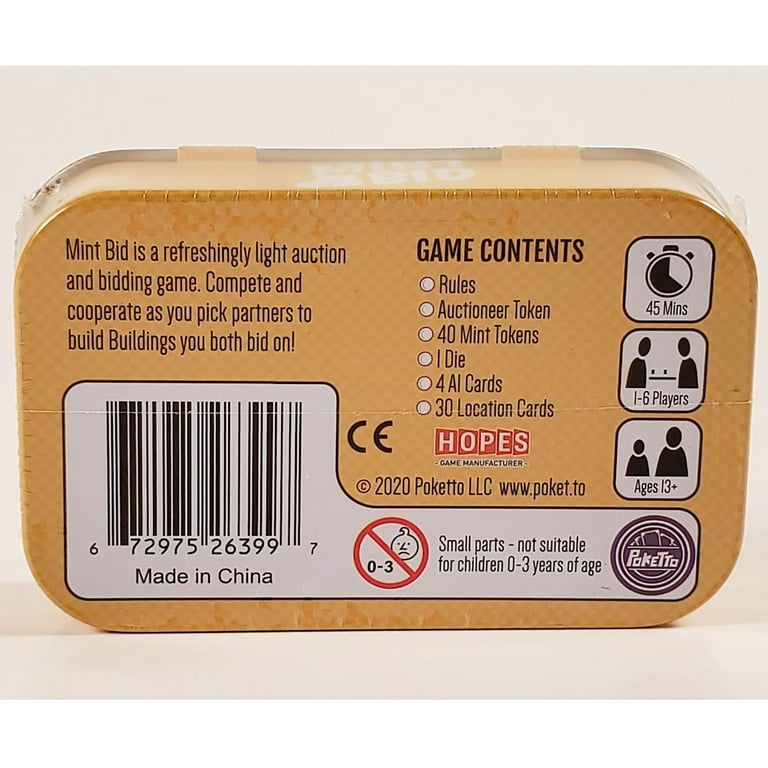 MINT
BID
Mint Bid is a refreshingly light auction
and bidding game. Compete and
cooperate as you pick partners to
build Buildings you both bid on!
GAME CONTENTS
Rules
Auctioneer Token
40 Mint Tokens
1 Die
4 AI Cards
30 Location Cards
45 Mins
1-6 Players
Ages 13+
CE
HOPES
- GAME MANUFACTURER -
© 2020 Poketto LLC www.poket.to
6 72975 26399 7
Made in China
0-3
Small parts - not suitable
for children 0-3 years of age
POKETTO